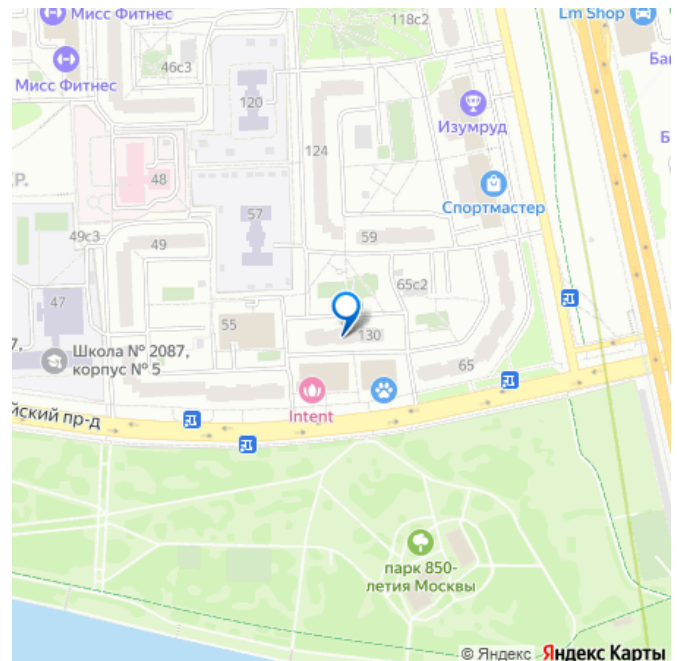 118с2
Lm Shop
Мисс Фитнес
Ба
46с3
Мисс Фитнес
120
Изумруд
124
Б
Р.
48
Спортмастер
57
49с3
49
59
65с2
47
55
130
7,
Школа № 2087,
корпус № 5
65
Intent
йский пр-д
парк 850-
летия Москвы
© Яндекс Яндекс Карты